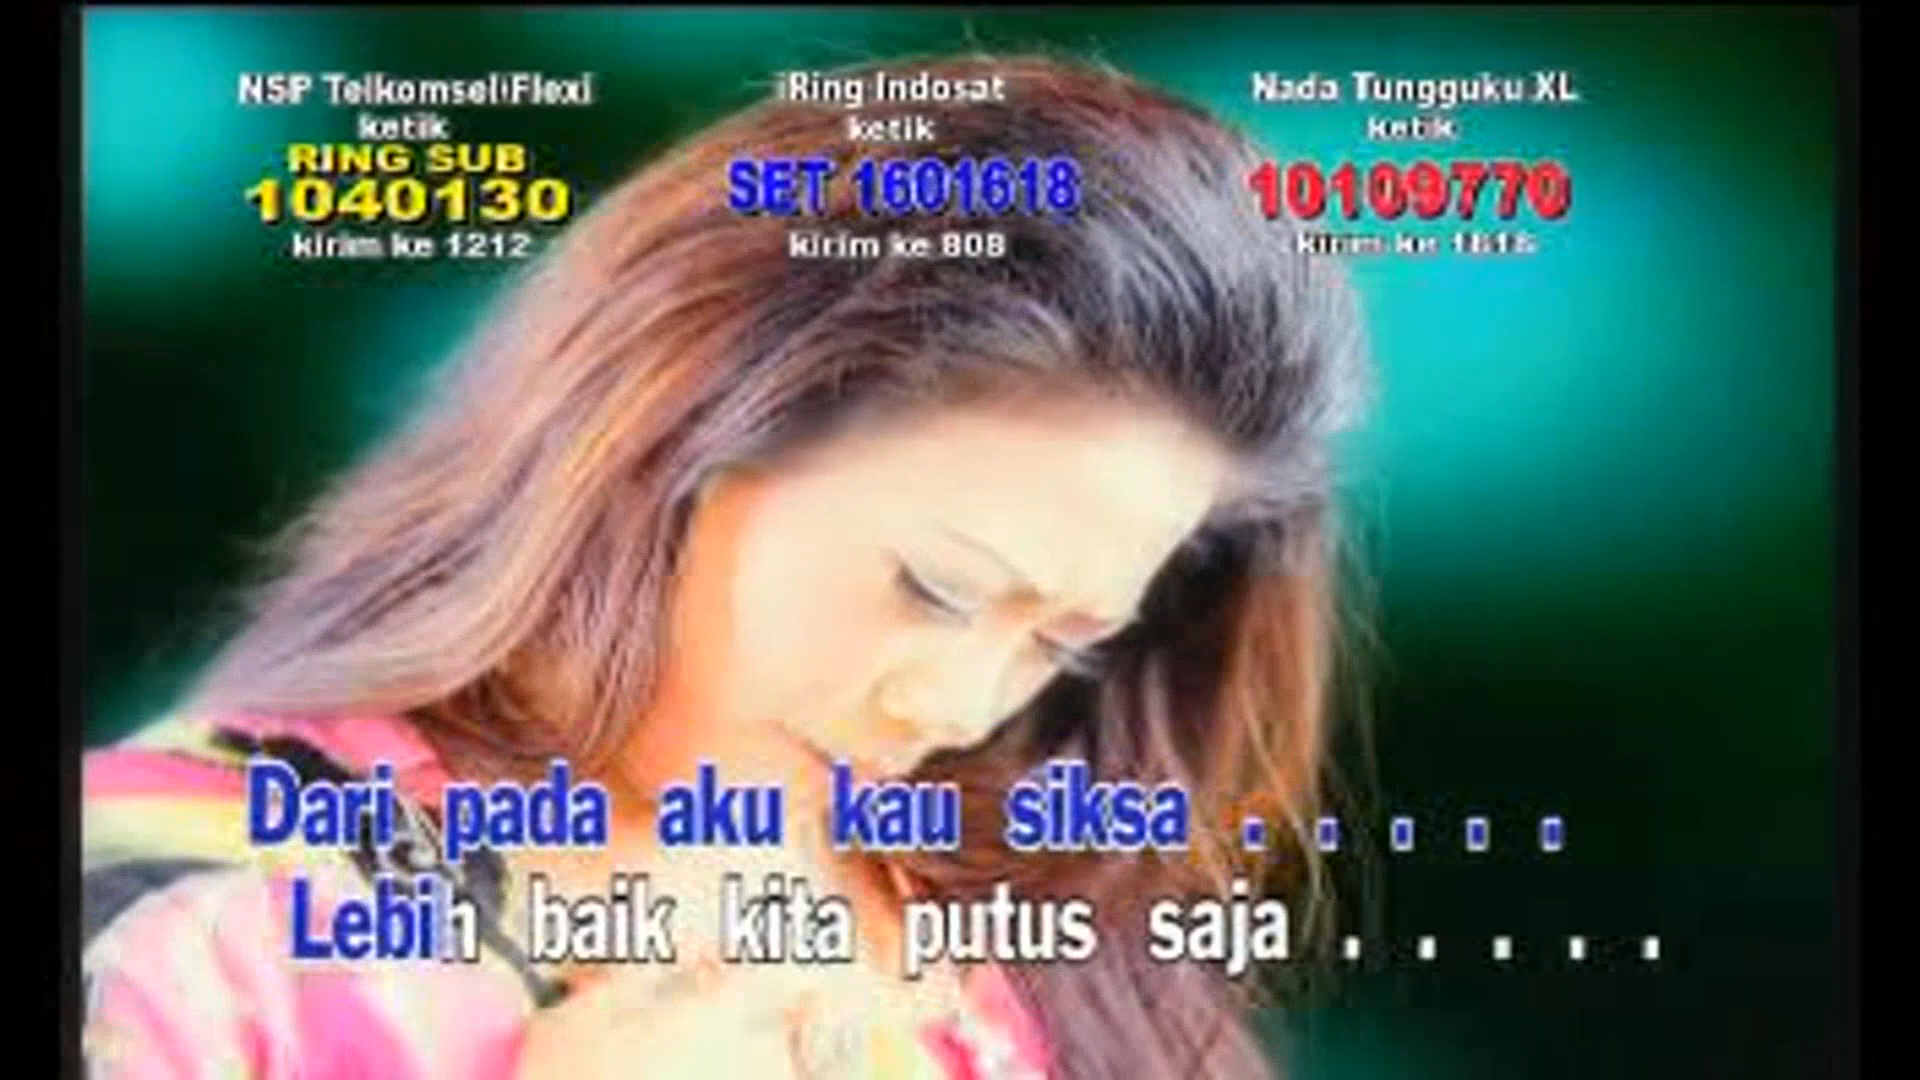 NSP Telkomsel/Flexi
ketik
RING SUB
1040130
kirim ke 1212
iRing Indosat
ketik
SET 1601618
kirim ke 808
Nada Tungguku XL
ketik
10109770
kirim ke 1818
Dari pada aku kau siksa . . . . .
Lebih baik kita putus saja . . . . .